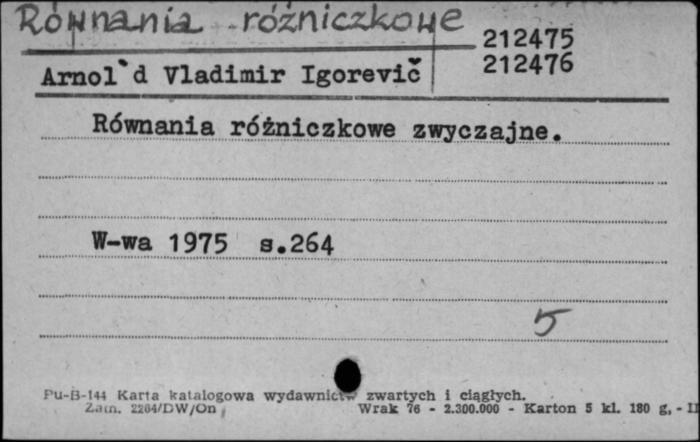 Równania różniczkowe
212475
Arnol`d Vladimir Igorevič 212476
Równania różniczkowe zwyczajne.
W-wa 1975 s.264
5
Pu-B-144 Karta katalogowa wydawnictw zwartych i ciągłych.
Zam. 2264/DW/On Wrak 76 - 2.300.000 - Karton 5 kl. 180 g, - II